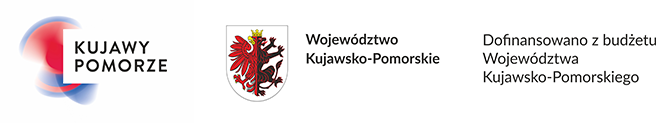 KUJAWY
POMORZE
Województwo
Kujawsko-Pomorskie
Dofinansowano z budżetu
Województwa
Kujawsko-Pomorskiego